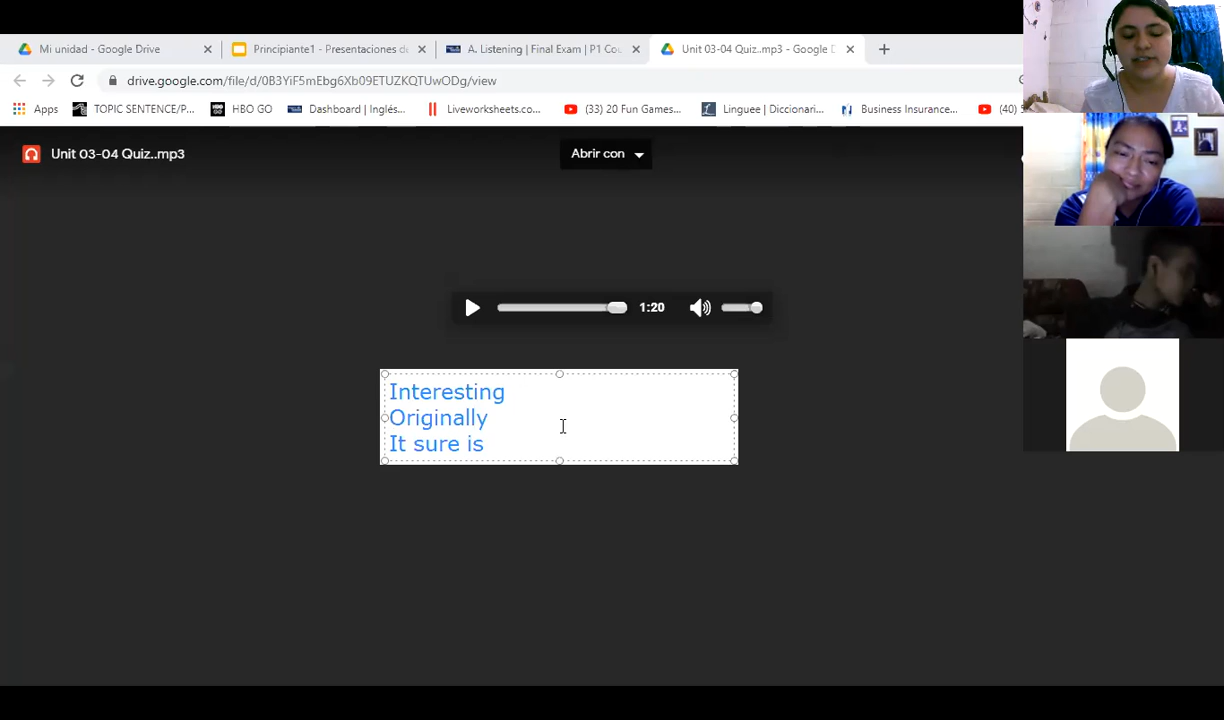 Mi unidad - Google Drive
Principiante1 - Presentaciones de
A. Listening | Final Exam | P1 Cou
Unit 03-04 Quiz..mp3 - Google D
drive.google.com/file/d/0B3YiF5mEbg6Xb09ETUZKQTUwODg/view
Apps TOPIC SENTENCE/P... HBO GO Dashboard | Inglés... Liveworksheets.co... (33) 20 Fun Games... Linguee | Diccionari... Business Insurance... (40)
Unit 03-04 Quiz..mp3
Abrir con
1:20
Interesting
Originally
It sure is